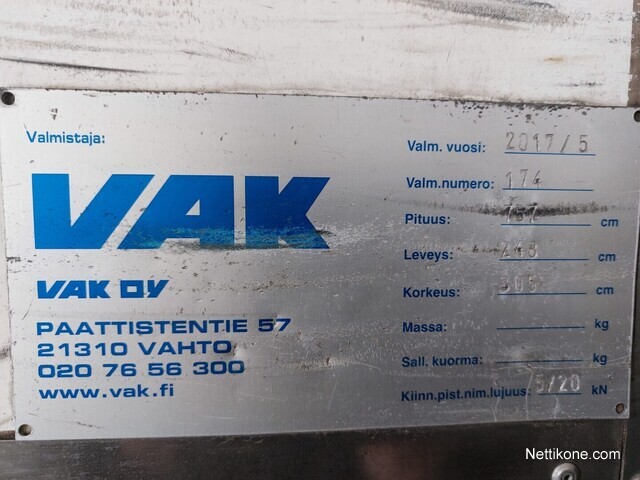 Valmistaja:
VAK
VAK OY
PAATTISTENTIE 57
21310 VAHTO
020 76 56 300
www.vak.fi
Valm. vuosi: 2017/5
Valm.numero: 174
Pituus: cm
Leveys: cm
Korkeus: cm
Massa: kg
Sall. kuorma: kg
Kiinn.pist.nim.lujuus: 5/20 kN
Nettikone.com